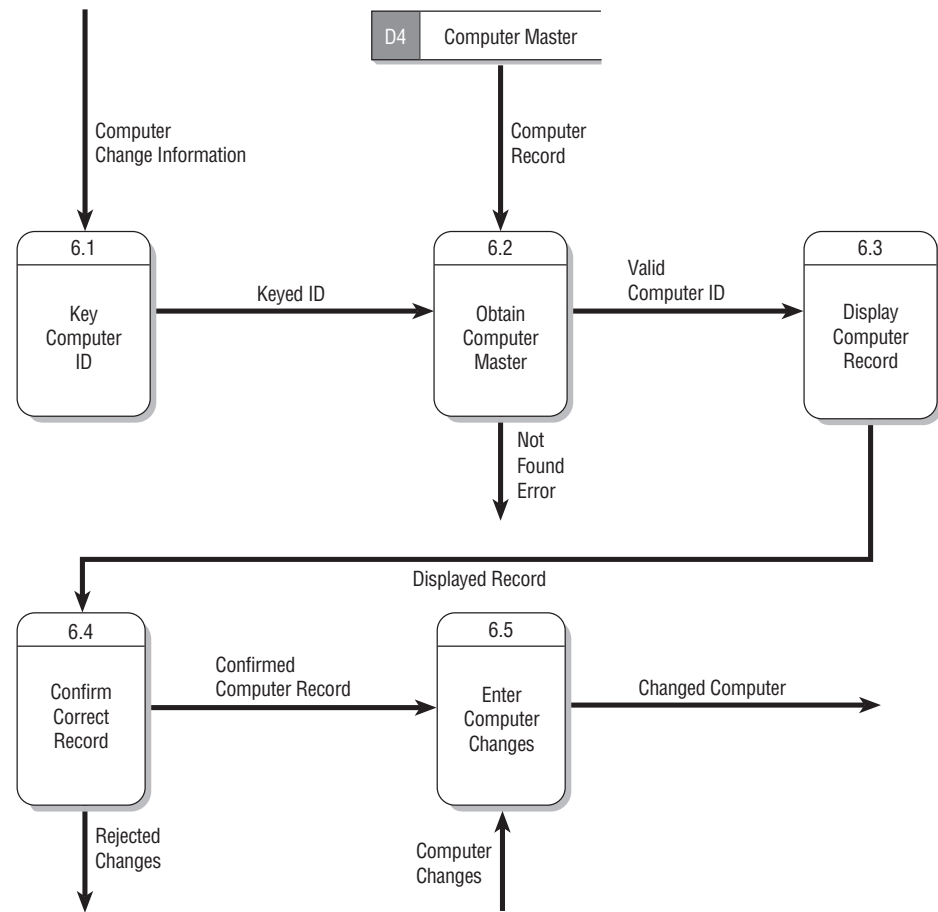 D4
Computer Master
Computer
Change Information
Computer
Record
6.1
Key
Computer
ID
Keyed ID
6.2
Obtain
Computer
Master
Valid
Computer ID
6.3
Display
Computer
Record
Not
Found
Error
Displayed Record
6.4
Confirm
Correct
Record
Confirmed
Computer Record
6.5
Enter
Computer
Changes
Changed Computer
Rejected
Changes
Computer
Changes